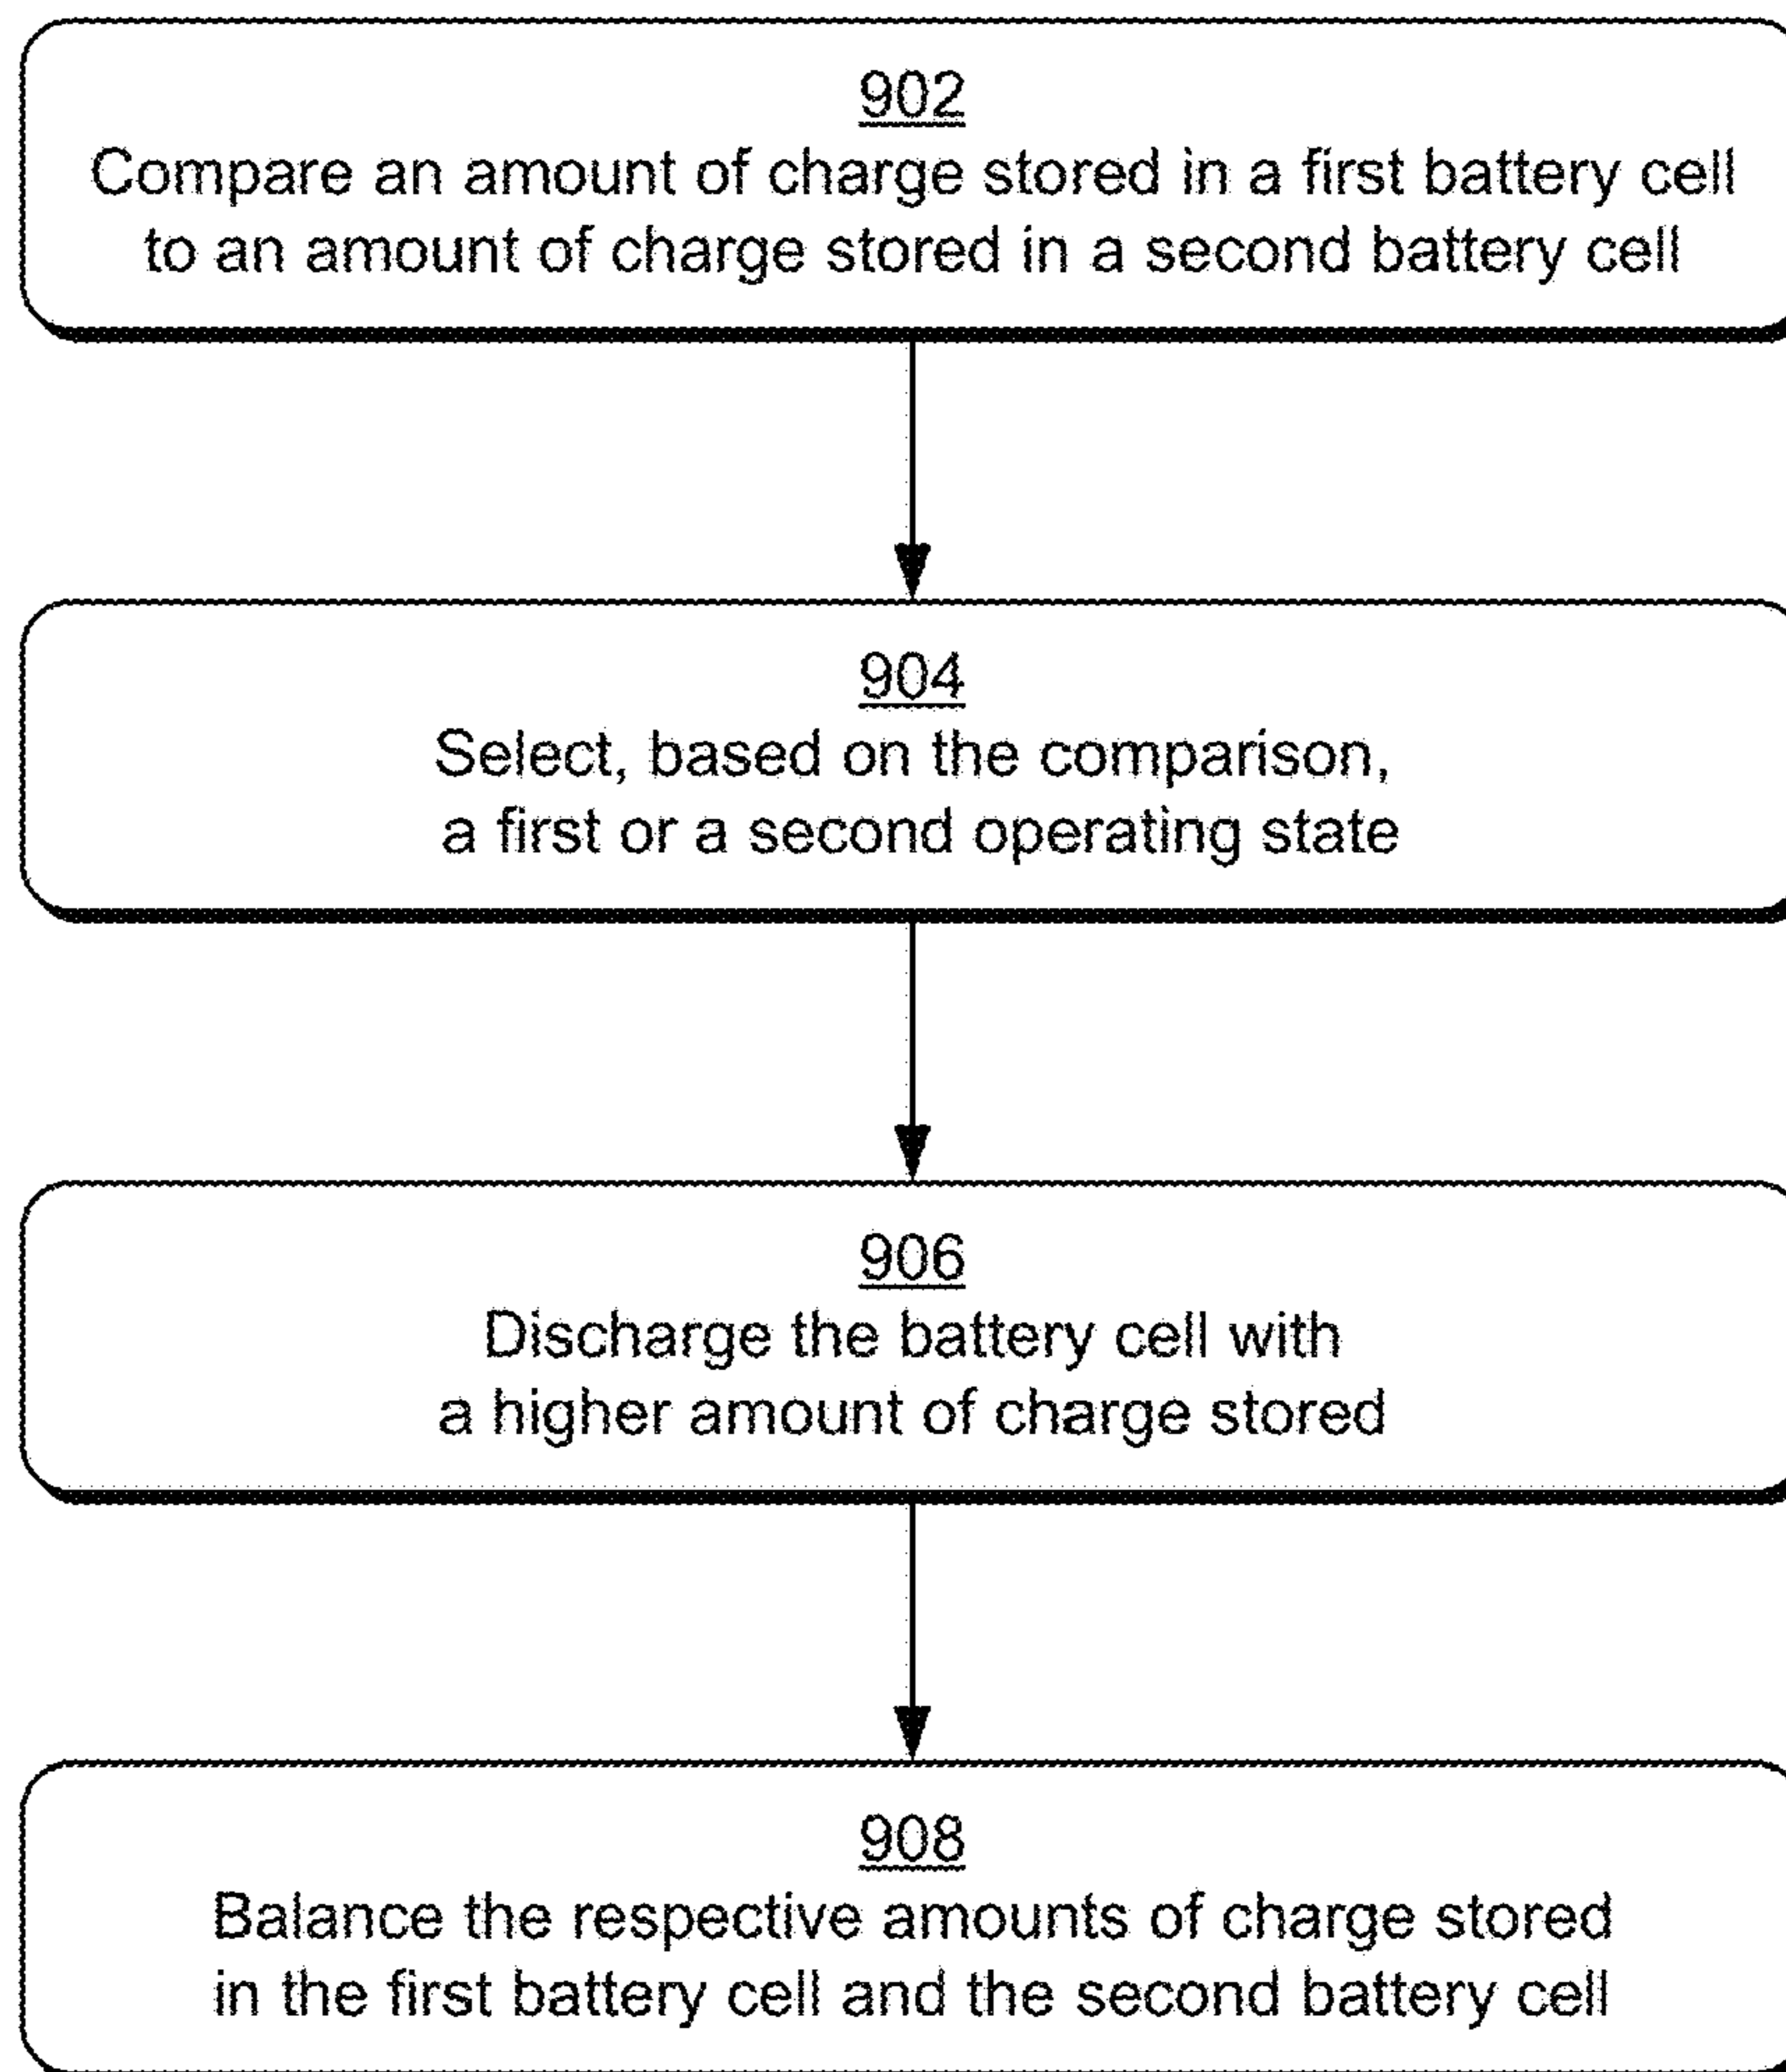 902
Compare an amount of charge stored in a first battery cell
to an amount of charge stored in a second battery cell
904
Select, based on the comparison,
a first or a second operating state
906
Discharge the battery cell with
a higher amount of charge stored
908
Balance the respective amounts of charge stored
in the first battery cell and the second battery cell